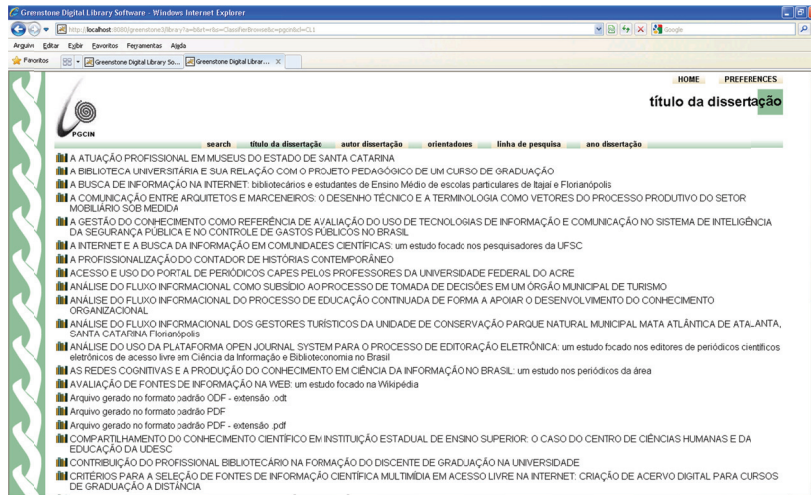 Greenstone Digital Library Software - Windows Internet Explorer
http://localhost:8080/greenstone3/library?a=b&rt=r&s=ClassifierBrowse&c=pgcin&cl=CL1
Google
Arquivo Editar Exibir Favoritos Ferramentas Ajuda
Favoritos Greenstone Digital Library So... Greenstone Digital Librar... X
HOME PREFERENCES
título da dissertação
PGCIN
search título da dissertação autor dissertação orientadores linha de pesquisa ano dissertação
A ATUAÇÃO PROFISSIONAL EM MUSEUS DO ESTADO DE SANTA CATARINA
A BIBLIOTECA UNIVERSITÁRIA E SUA RELAÇÃO COM O PROJETO PEDAGÓGICO DE UM CURSO DE GRADUAÇÃO
A BUSCA DE INFORMAÇÃO NA INTERNET: bibliotecários e estudantes de Ensino Médio de escolas particulares de Itajaí e Florianópolis
A COMUNICAÇÃO ENTRE ARQUITETOS E MARCENEIROS: O DESENHO TÉCNICO E A TERMINOLOGIA COMO VETORES DO PROCESSO PRODUTIVO DO SETOR
MOBILIÁRIO SOB MEDIDA
A GESTÃO DO CONHECIMENTO COMO REFERÊNCIA DE AVALIAÇÃO DO USO DE TECNOLOGIAS DE INFORMAÇÃO E COMUNICAÇÃO NO SISTEMA DE INTELIGÊNCIA
DA SEGURANÇA PÚBLICA E NO CONTROLE DE GASTOS PÚBLICOS NO BRASIL
A INTERNET E A BUSCA DA INFORMAÇÃO EM COMUNIDADES CIENTÍFICAS: um estudo focado nos pesquisadores da UFSC
A PROFISSIONALIZAÇÃO DO CONTADOR DE HISTÓRIAS CONTEMPORÂNEO
ACESSO E USO DO PORTAL DE PERIÓDICOS CAPES PELOS PROFESSORES DA UNIVERSIDADE FEDERAL DO ACRE
ANÁLISE DO FLUXO INFORMACIONAL COMO SUBSÍDIO AO PROCESSO DE TOMADA DE DECISÕES EM UM ÓRGÃO MUNICIPAL DE TURISMO
ANÁLISE DO FLUXO INFORMACIONAL DO PROCESSO DE EDUCAÇÃO CONTINUADA DE FORMA A APOIAR O DESENVOLVIMENTO DO CONHECIMENTO
ORGANIZACIONAL
ANÁLISE DO FLUXO INFORMACIONAL DOS GESTORES TURÍSTICOS DA UNIDADE DE CONSERVAÇÃO PARQUE NATURAL MUNICIPAL MATA ATLÂNTICA DE ATALANTA,
SANTA CATARINA Florianópolis
ANÁLISE DO USO DA PLATAFORMA OPEN JOURNAL SYSTEM PARA O PROCESSO DE EDITORAÇÃO ELETRÔNICA: um estudo focado nos editores de periódicos científicos
eletrônicos de acesso livre em Ciência da Informação e Biblioteconomia no Brasil
AS REDES COGNITIVAS E A PRODUÇÃO DO CONHECIMENTO EM CIÊNCIA DA INFORMAÇÃO NO BRASIL: um estudo nos periódicos da área
AVALIAÇÃO DE FONTES DE INFORMAÇÃO NA WEB: um estudo focado na Wikipédia
Arquivo gerado no formato padrão ODF - extensão .odt
Arquivo gerado no formato padrão PDF
Arquivo gerado no formato padrão PDF - extensão .pdf
COMPARTILHAMENTO DO CONHECIMENTO CIENTÍFICO EM INSTITUIÇÃO ESTADUAL DE ENSINO SUPERIOR: O CASO DO CENTRO DE CIÊNCIAS HUMANAS E DA
EDUCAÇÃO DA UDESC
CONTRIBUIÇÃO DO PROFISSIONAL BIBLIOTECÁRIO NA FORMAÇÃO DO DISCENTE DE GRADUAÇÃO NA UNIVERSIDADE
CRITÉRIOS PARA A SELEÇÃO DE FONTES DE INFORMAÇÃO CIENTÍFICA MULTIMÍDIA EM ACESSO LIVRE NA INTERNET: CRIAÇÃO DE ACERVO DIGITAL PARA CURSOS
DE GRADUAÇÃO A DISTÂNCIA